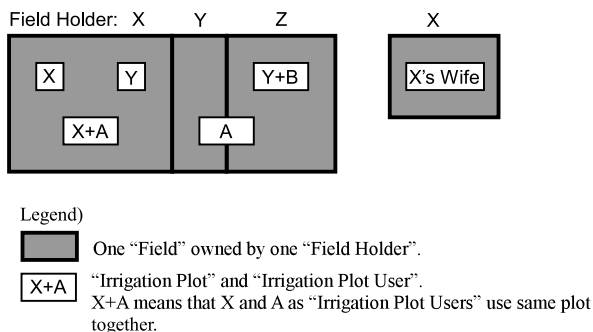 Field Holder: X Y Z X
X Y Y+B X's Wife
X+A A
Legend)
One “Field” owned by one “Field Holder”.
X+A “Irrigation Plot” and “Irrigation Plot User”.
X+A means that X and A as “Irrigation Plot Users” use same plot
together.